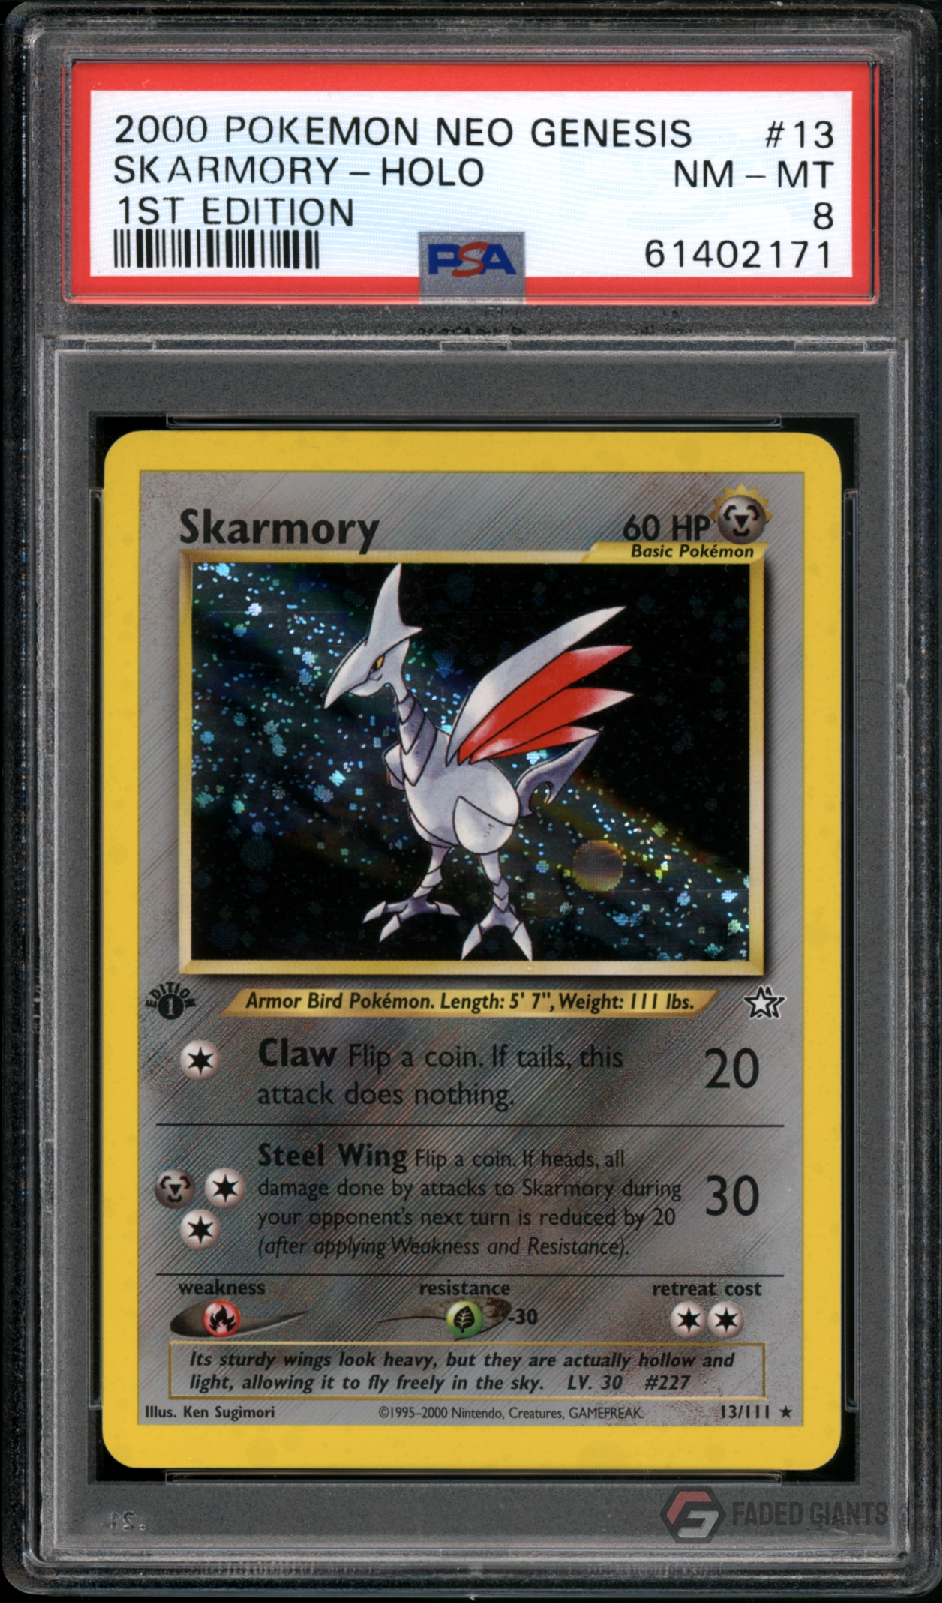 2000 POKEMON NEO GENESIS #13
SKARMORY - HOLO NM - MT
1ST EDITION 8
PSA 61402171
Skarmory 60 HP
Basic Pokémon
EDITION
1
Armor Bird Pokémon. Length: 5' 7", Weight: 111 lbs.
Claw Flip a coin. If tails, this
attack does nothing.
20
Steel Wing Flip a coin. If heads, all
damage done by attacks to Skarmory during
your opponent's next turn is reduced by 20
(after applying Weakness and Resistance).
30
weakness resistance retreat cost
-30
Its sturdy wings look heavy, but they are actually hollow and
light, allowing it to fly freely in the sky. LV. 30 #227
Illus. Ken Sugimori ©1995-2000 Nintendo, Creatures, GAMEFREAK. 13/111 ★
FADED GIANTS